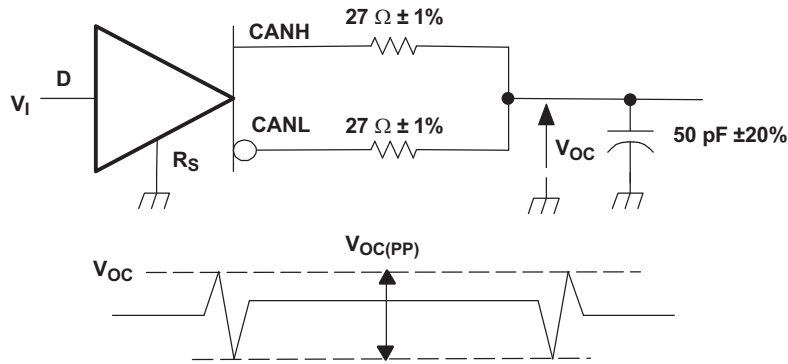 CANH
27 Ω ± 1%
D
V_I
CANL
27 Ω ± 1%
R_S
V_OC
50 pF ±20%
V_OC(PP)
V_OC